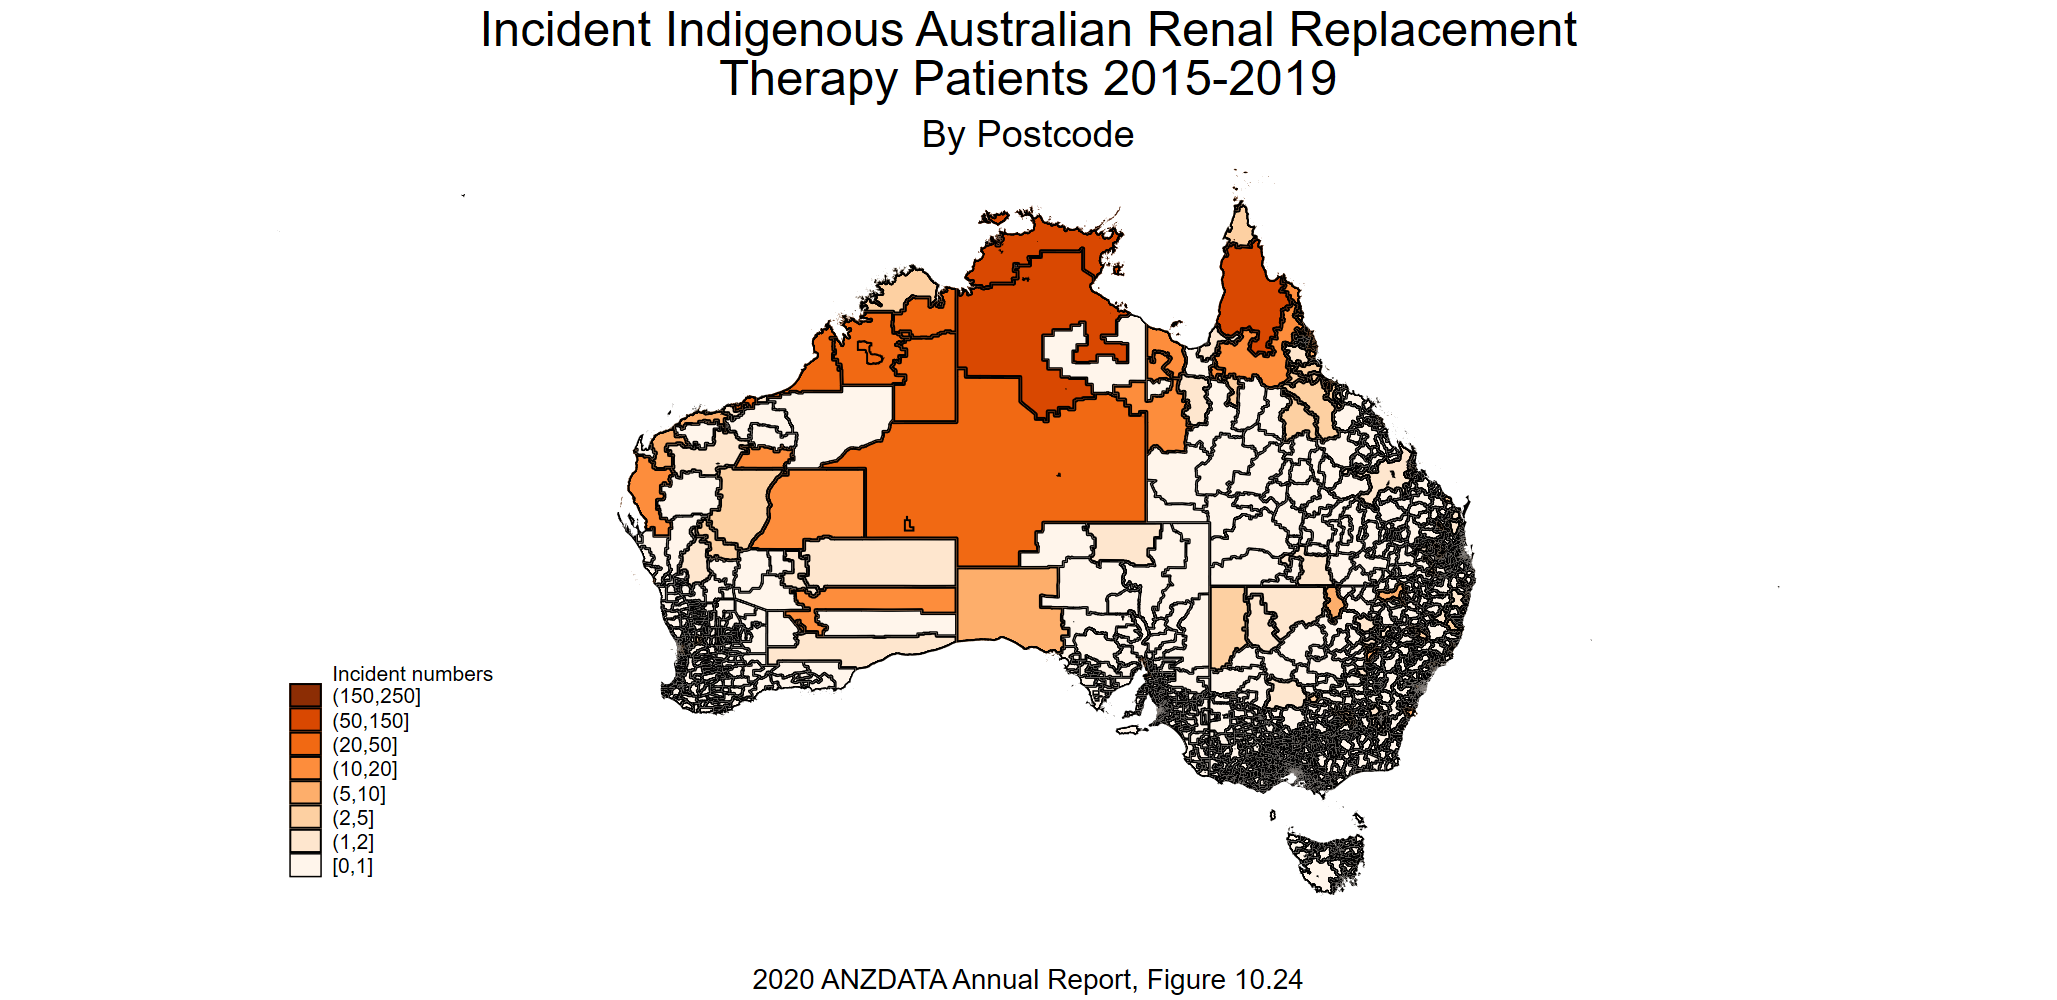 Incident Indigenous Australian Renal Replacement
Therapy Patients 2015-2019
By Postcode
Incident numbers
(150,250]
(50,150]
(20,50]
(10,20]
(5,10]
(2,5]
(1,2]
[0,1]
2020 ANZDATA Annual Report, Figure 10.24